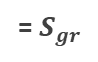 = S_gr